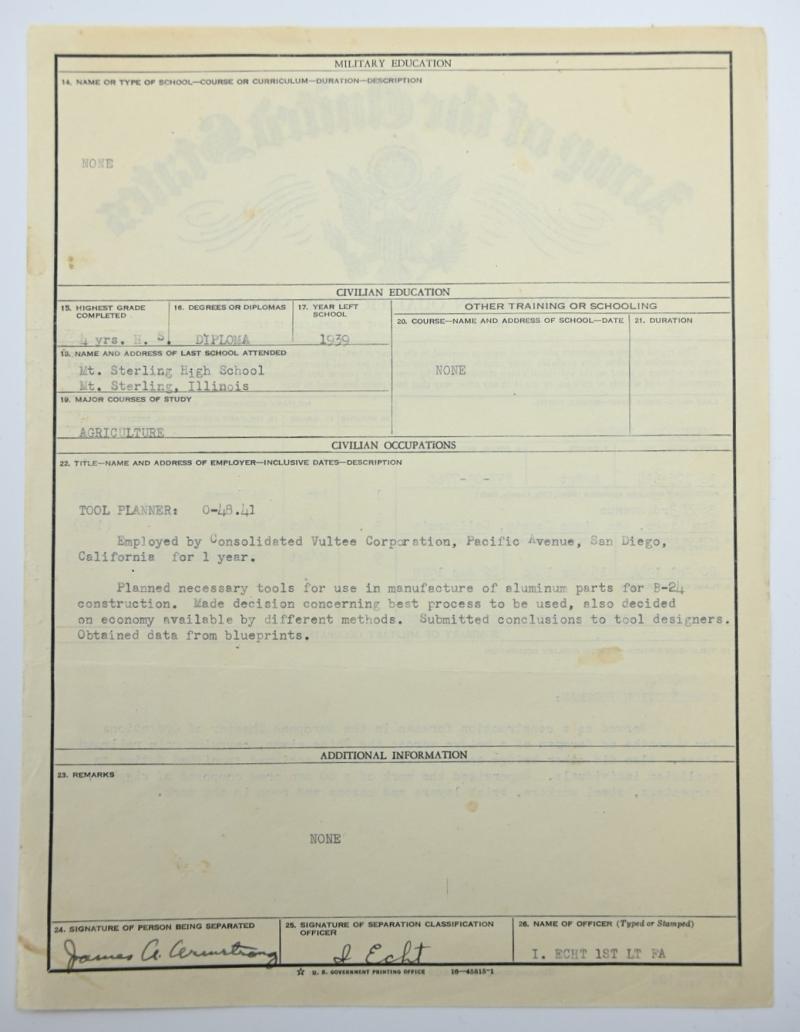 MILITARY EDUCATION
14. NAME OR TYPE OF SCHOOL—COURSE OR CURRICULUM—DURATION—DESCRIPTION
Army of the United States
NONE
CIVILIAN EDUCATION
15. HIGHEST GRADE COMPLETED
16. DEGREES OR DIPLOMAS
17. YEAR LEFT SCHOOL
OTHER TRAINING OR SCHOOLING
20. COURSE—NAME AND ADDRESS OF SCHOOL—DATE
21. DURATION
4 yrs. H. S. DIPLOMA 1939
18. NAME AND ADDRESS OF LAST SCHOOL ATTENDED
Mt. Sterling High School
Mt. Sterling, Illinois
NONE
19. MAJOR COURSES OF STUDY
AGRICULTURE
CIVILIAN OCCUPATIONS
22. TITLE—NAME AND ADDRESS OF EMPLOYER—INCLUSIVE DATES—DESCRIPTION
- -
TOOL PLANNER: 0-48.41
Employed by Consolidated Vultee Corporation, Pacific Avenue, San Diego,
California for 1 year.
Planned necessary tools for use in manufacture of aluminum parts for B-24
construction. Made decision concerning best process to be used, also decided
on economy available by different methods. Submitted conclusions to tool designers.
Obtained data from blueprints.
ADDITIONAL INFORMATION
23. REMARKS
NONE
24. SIGNATURE OF PERSON BEING SEPARATED
James A. Armstrong
25. SIGNATURE OF SEPARATION CLASSIFICATION OFFICER
I Echt
26. NAME OF OFFICER (Typed or Stamped)
I. ECHT 1ST LT FA
☆ U. S. GOVERNMENT PRINTING OFFICE 16—45815-1